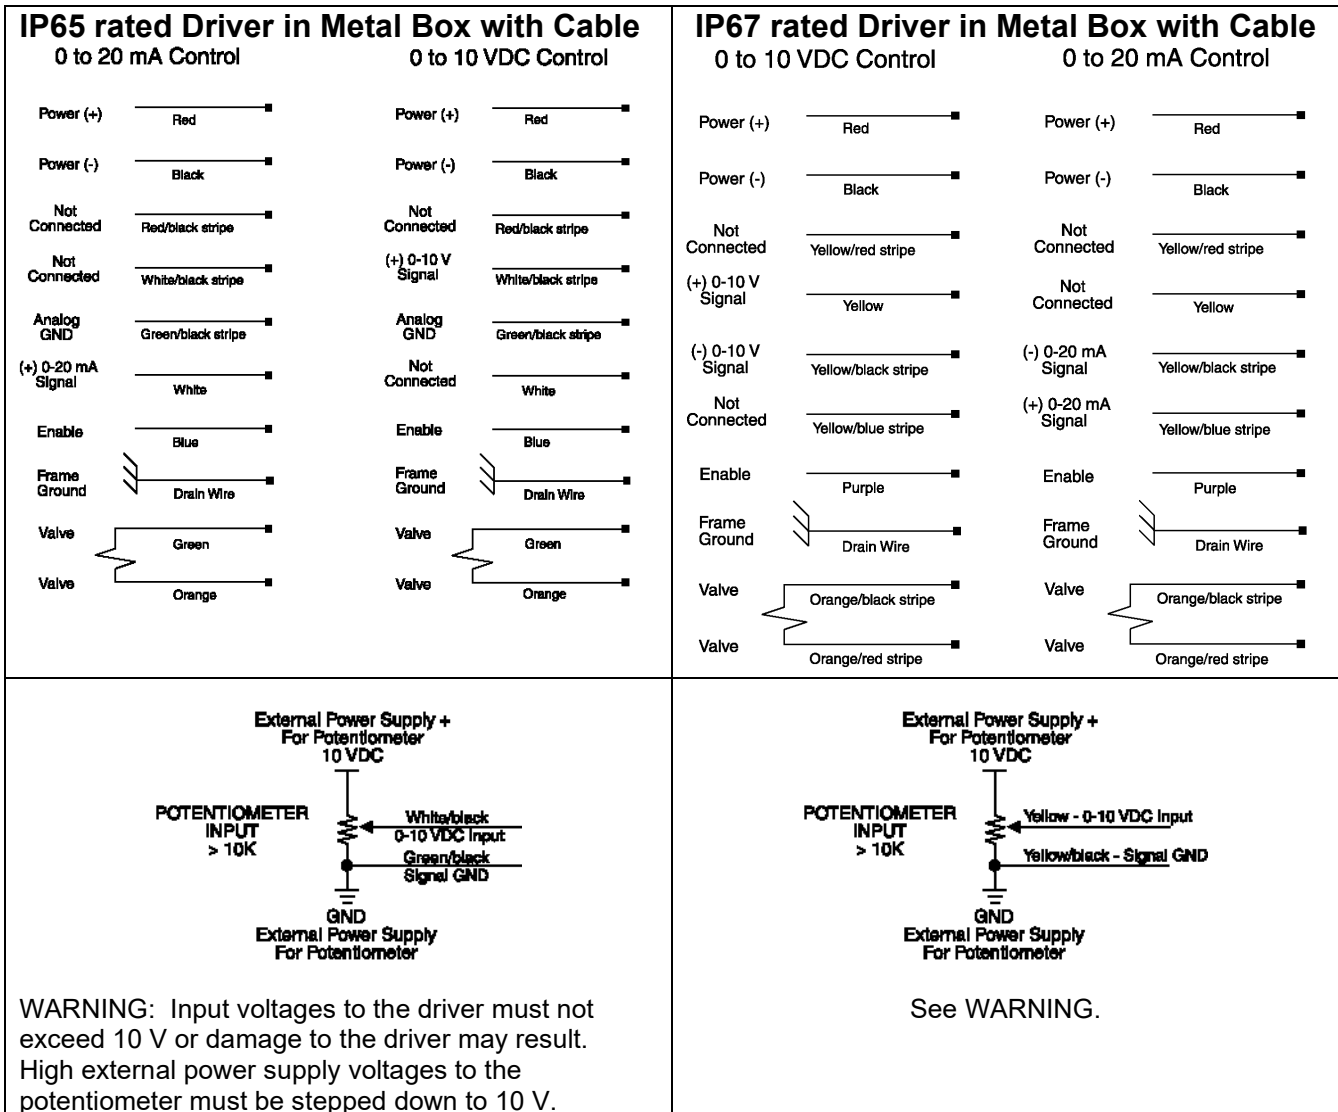 IP65 rated Driver in Metal Box with Cable
0 to 20 mA Control
Power (+)
Red
Power (-)
Black
Not
Connected
Red/black stripe
Not
Connected
White/black stripe
Analog
GND
Green/black stripe
(+) 0-20 mA
Signal
White
Enable
Blue
Frame
Ground
Drain Wire
Valve
Green
Valve
Orange
0 to 10 VDC Control
Power (+)
Red
Power (-)
Black
Not
Connected
Red/black stripe
(+) 0-10 V
Signal
White/black stripe
Analog
GND
Green/black stripe
Not
Connected
White
Enable
Blue
Frame
Ground
Drain Wire
Valve
Green
Valve
Orange
IP67 rated Driver in Metal Box with Cable
0 to 10 VDC Control
Power (+)
Red
Power (-)
Black
Not
Connected
Yellow/red stripe
(+) 0-10 V
Signal
Yellow
(-) 0-10 V
Signal
Yellow/black stripe
Not
Connected
Yellow/blue stripe
Enable
Purple
Frame
Ground
Drain Wire
Valve
Orange/black stripe
Valve
Orange/red stripe
0 to 20 mA Control
Power (+)
Red
Power (-)
Black
Not
Connected
Yellow/red stripe
Not
Connected
Yellow
(-) 0-20 mA
Signal
Yellow/black stripe
(+) 0-20 mA
Signal
Yellow/blue stripe
Enable
Purple
Frame
Ground
Drain Wire
Valve
Orange/black stripe
Valve
Orange/red stripe
External Power Supply +
For Potentiometer
10 VDC
POTENTIOMETER
INPUT
> 10K
White/black
0-10 VDC Input
Green/black
Signal GND
GND
External Power Supply
For Potentiometer
WARNING: Input voltages to the driver must not
exceed 10 V or damage to the driver may result.
High external power supply voltages to the
potentiometer must be stepped down to 10 V.
External Power Supply +
For Potentiometer
10 VDC
POTENTIOMETER
INPUT
> 10K
Yellow - 0-10 VDC Input
Yellow/black - Signal GND
GND
External Power Supply
For Potentiometer
See WARNING.